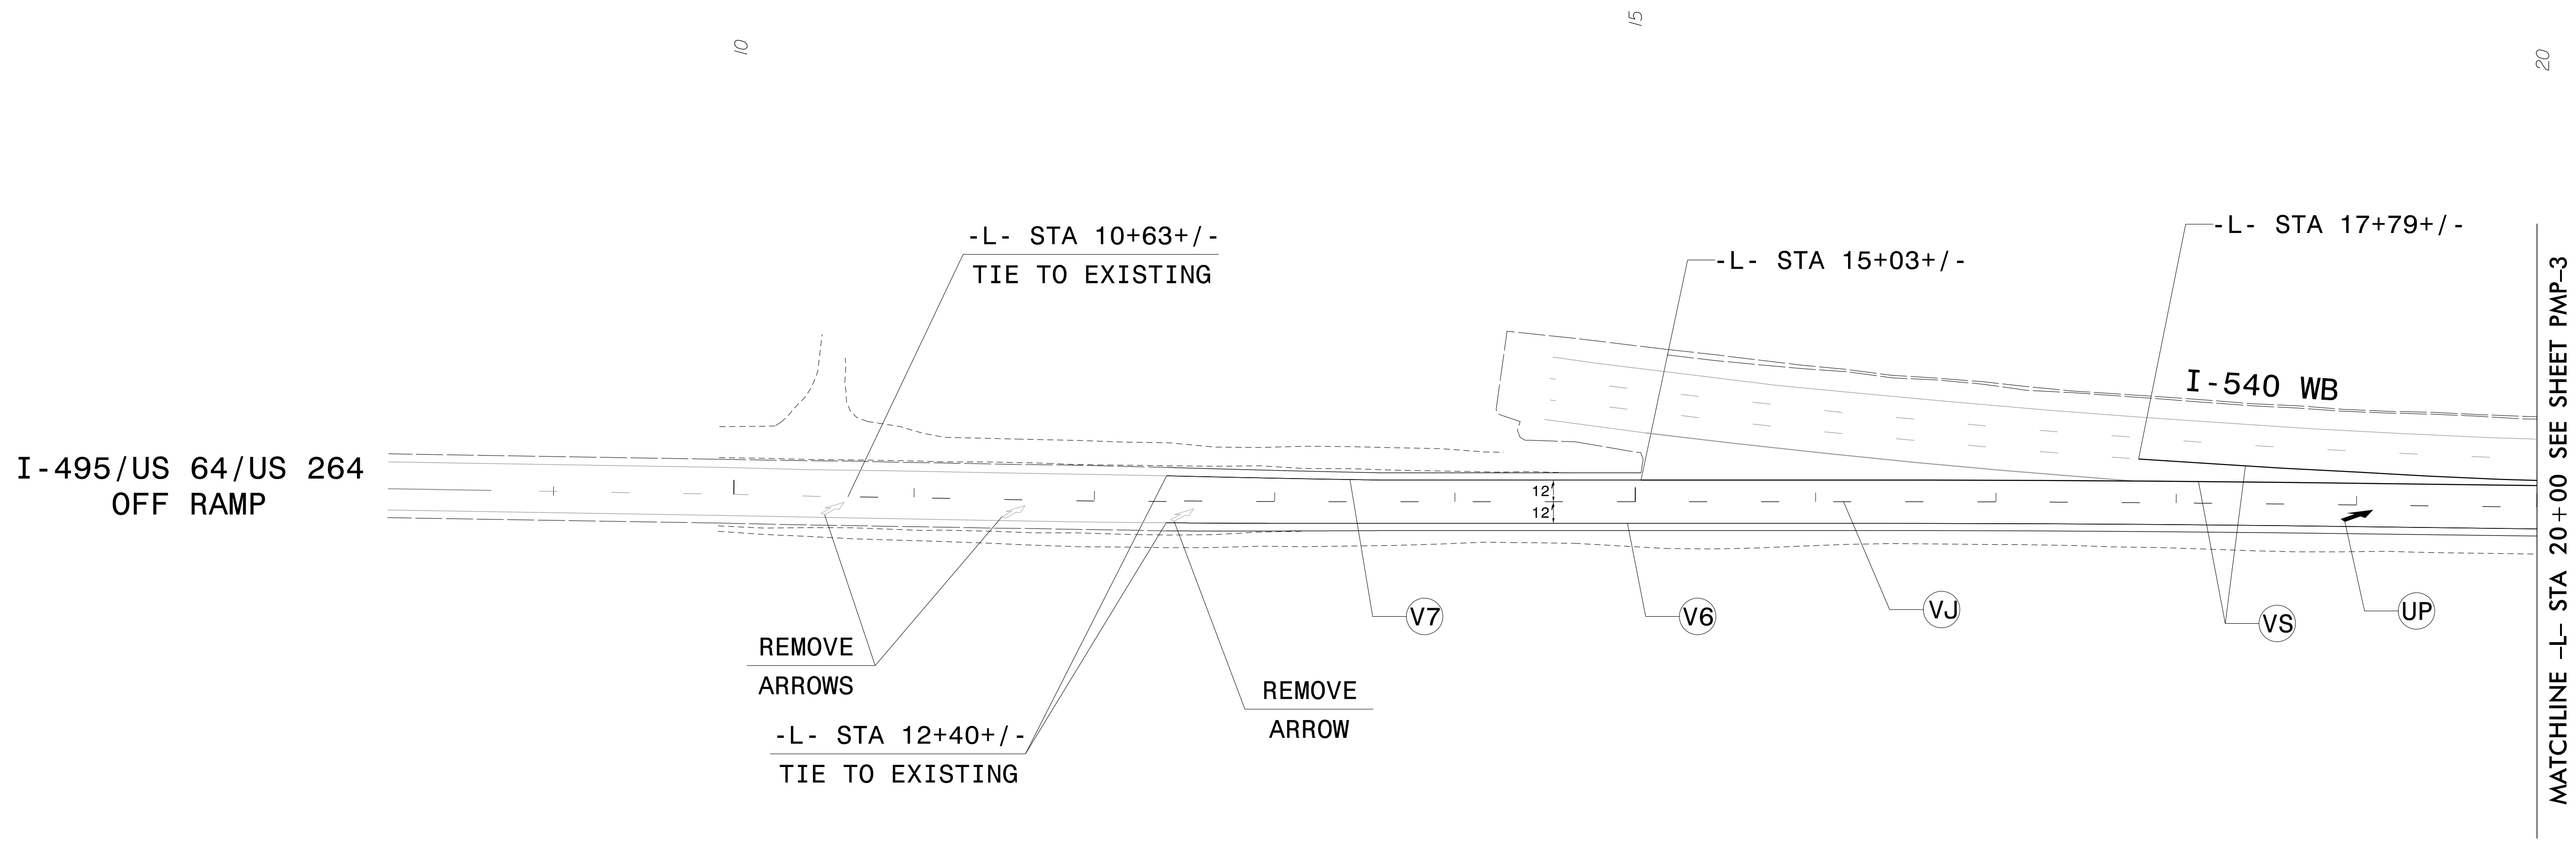 10
15
20
-L- STA 10+63+/-
TIE TO EXISTING
-L- STA 15+03+/-
-L- STA 17+79+/-
I-540 WB
I-495/US 64/US 264
OFF RAMP
12'
12'
REMOVE
ARROWS
-L- STA 12+40+/-
TIE TO EXISTING
REMOVE
ARROW
V7
V6
VJ
VS
UP
MATCHLINE -L- STA 20+00 SEE SHEET PMP-3